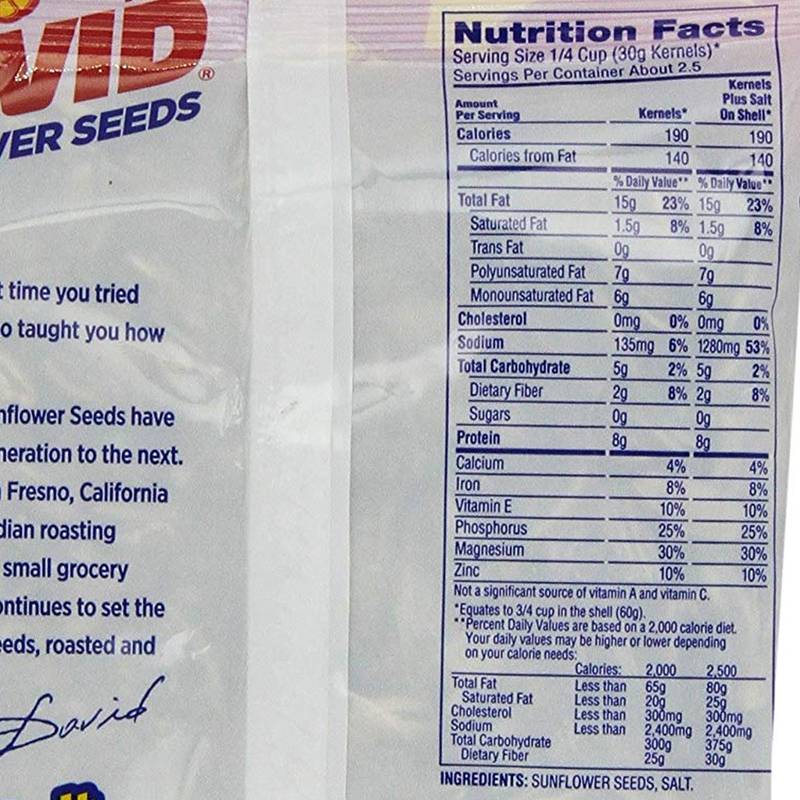 VID®
ER SEEDS
time you tried
o taught you how
nflower Seeds have
neration to the next.
Fresno, California
dian roasting
small grocery
ontinues to set the
eeds, roasted and
David
Nutrition Facts
Serving Size 1/4 Cup (30g Kernels)*
Servings Per Container About 2.5
Amount Per Serving Kernels* Kernels Plus Salt On Shell*
Calories 190 190
Calories from Fat 140 140
% Daily Value** % Daily Value**
Total Fat 15g 23% 15g 23%
Saturated Fat 1.5g 8% 1.5g 8%
Trans Fat 0g 0g
Polyunsaturated Fat 7g 7g
Monounsaturated Fat 6g 6g
Cholesterol 0mg 0% 0mg 0%
Sodium 135mg 6% 1280mg 53%
Total Carbohydrate 5g 2% 5g 2%
Dietary Fiber 2g 8% 2g 8%
Sugars 0g 0g
Protein 8g 8g
Calcium 4% 4%
Iron 8% 8%
Vitamin E 10% 10%
Phosphorus 25% 25%
Magnesium 30% 30%
Zinc 10% 10%
Not a significant source of vitamin A and vitamin C.
*Equates to 3/4 cup in the shell (60g).
**Percent Daily Values are based on a 2,000 calorie diet.
Your daily values may be higher or lower depending
on your calorie needs:
Calories: 2,000 2,500
Total Fat Less than 65g 80g
Saturated Fat Less than 20g 25g
Cholesterol Less than 300mg 300mg
Sodium Less than 2,400mg 2,400mg
Total Carbohydrate 300g 375g
Dietary Fiber 25g 30g
INGREDIENTS: SUNFLOWER SEEDS, SALT.